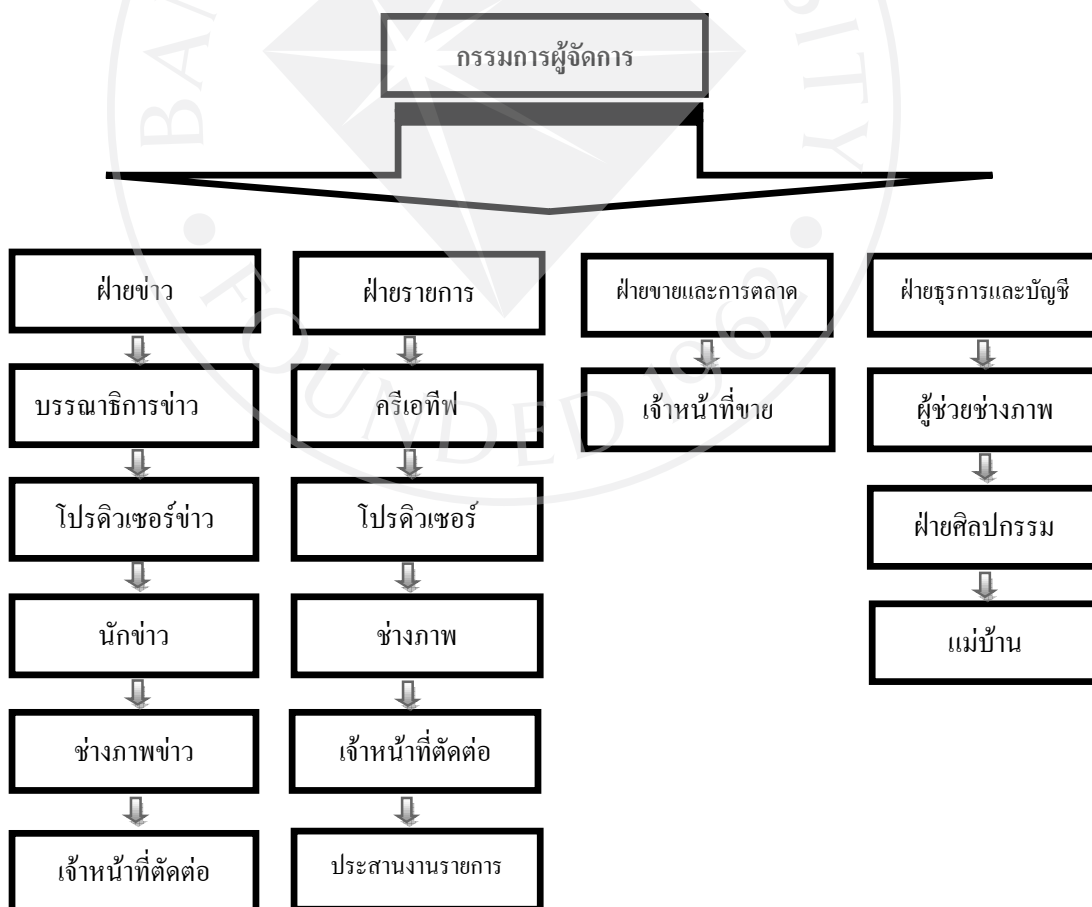 กรรมการผู้จัดการ
ฝ่ายข่าว
ฝ่ายรายการ
ฝ่ายขายและการตลาด
ฝ่ายธุรการและบัญชี
บรรณาธิการข่าว
ครีเอทีฟ
เจ้าหน้าที่ขาย
ผู้ช่วยช่างภาพ
โปรดิวเซอร์ข่าว
โปรดิวเซอร์
ฝ่ายศิลปกรรม
นักข่าว
ช่างภาพ
แม่บ้าน
ช่างภาพข่าว
เจ้าหน้าที่ตัดต่อ
เจ้าหน้าที่ตัดต่อ
ประสานงานรายการ
FOUNDED 1962